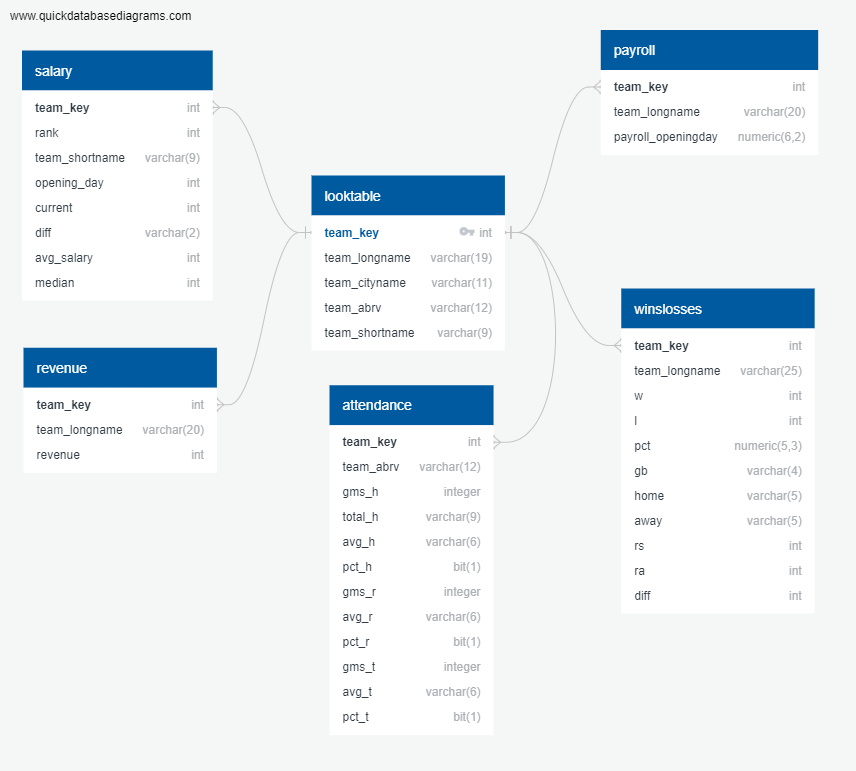 www.quickdatabasediagrams.com
salary
team_key int
rank int
team_shortname varchar(9)
opening_day int
current int
diff varchar(2)
avg_salary int
median int
payroll
team_key int
team_longname varchar(20)
payroll_openingday numeric(6,2)
looktable
team_key int
team_longname varchar(19)
team_cityname varchar(11)
team_abrv varchar(12)
team_shortname varchar(9)
revenue
team_key int
team_longname varchar(20)
revenue int
attendance
team_key int
team_abrv varchar(12)
gms_h integer
total_h varchar(9)
avg_h varchar(6)
pct_h bit(1)
gms_r integer
avg_r varchar(6)
pct_r bit(1)
gms_t integer
avg_t varchar(6)
pct_t bit(1)
winslosses
team_key int
team_longname varchar(25)
w int
l int
pct numeric(5,3)
gb varchar(4)
home varchar(5)
away varchar(5)
rs int
ra int
diff int